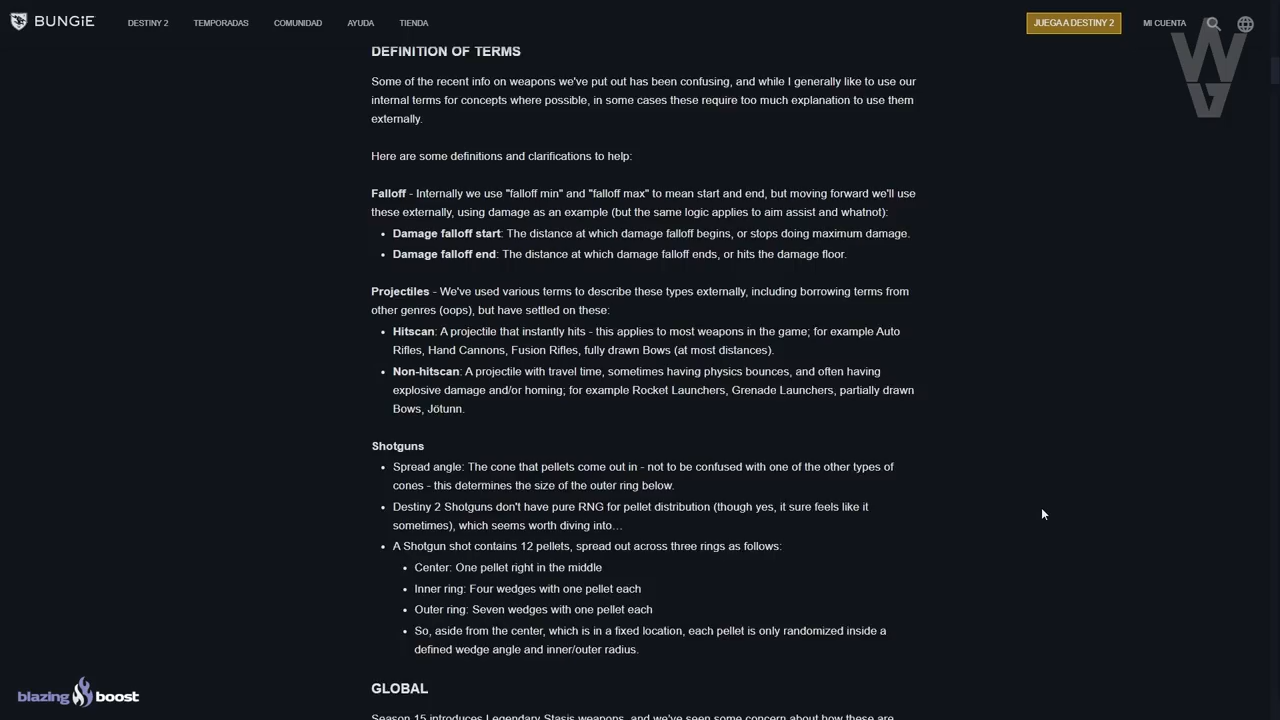 BUNGiE DESTINY 2 TEMPORADAS COMUNIDAD AYUDA TIENDA JUEGA A DESTINY 2 MI CUENTA
DEFINITION OF TERMS
Some of the recent info on weapons we've put out has been confusing, and while I generally like to use our
internal terms for concepts where possible, in some cases these require too much explanation to use them
externally.
Here are some definitions and clarifications to help:
Falloff - Internally we use "falloff min" and "falloff max" to mean start and end, but moving forward we'll use
these externally, using damage as an example (but the same logic applies to aim assist and whatnot):
• Damage falloff start: The distance at which damage falloff begins, or stops doing maximum damage.
• Damage falloff end: The distance at which damage falloff ends, or hits the damage floor.
Projectiles - We've used various terms to describe these types externally, including borrowing terms from
other genres (oops), but have settled on these:
• Hitscan: A projectile that instantly hits - this applies to most weapons in the game; for example Auto
Rifles, Hand Cannons, Fusion Rifles, fully drawn Bows (at most distances).
• Non-hitscan: A projectile with travel time, sometimes having physics bounces, and often having
explosive damage and/or homing; for example Rocket Launchers, Grenade Launchers, partially drawn
Bows, Jötunn.
Shotguns
• Spread angle: The cone that pellets come out in - not to be confused with one of the other types of
cones - this determines the size of the outer ring below.
• Destiny 2 Shotguns don't have pure RNG for pellet distribution (though yes, it sure feels like it
sometimes), which seems worth diving into…
• A Shotgun shot contains 12 pellets, spread out across three rings as follows:
• Center: One pellet right in the middle
• Inner ring: Four wedges with one pellet each
• Outer ring: Seven wedges with one pellet each
• So, aside from the center, which is in a fixed location, each pellet is only randomized inside a
defined wedge angle and inner/outer radius.
blazing boost
GLOBAL
Season 15 introduces Legendary Stasis weapons, and we've seen some concern about how these are